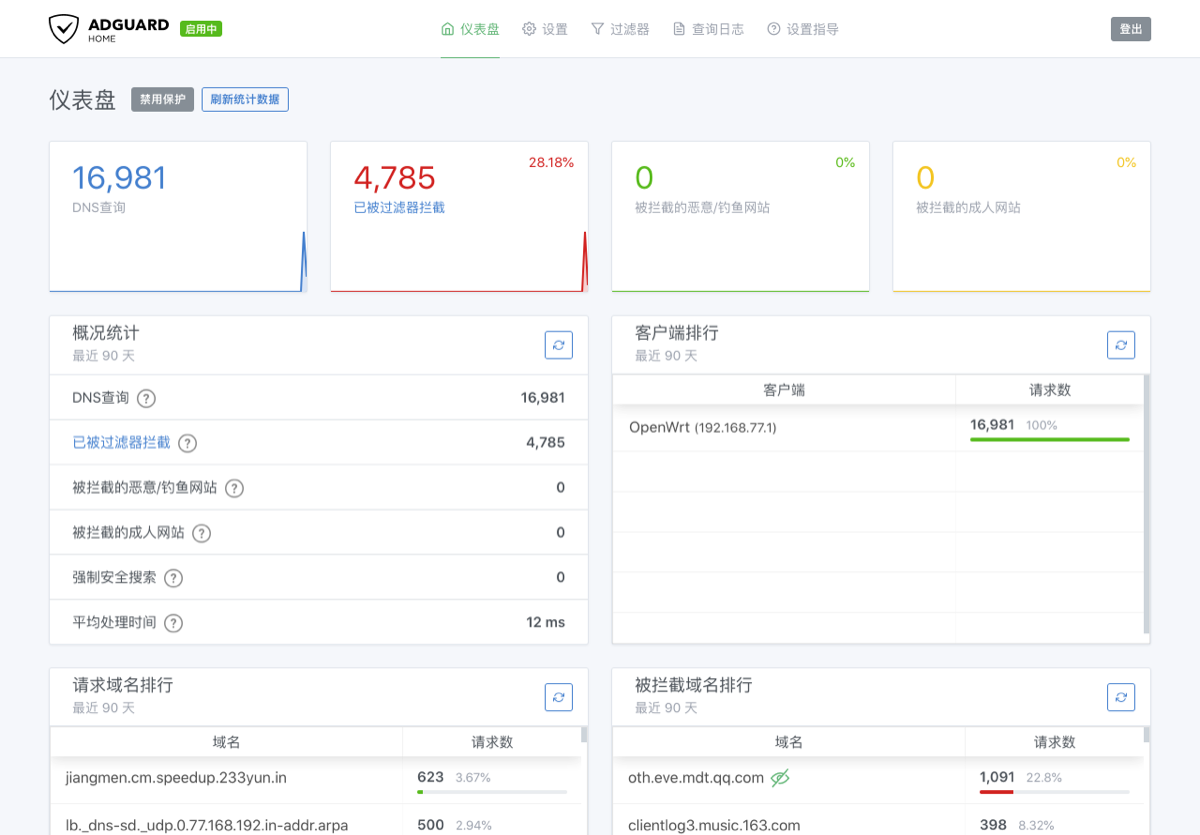 ADGUARD
HOME
启用中
仪表盘
设置
过滤器
查询日志
设置指导
登出
仪表盘
禁用保护
刷新统计数据
16,981
DNS查询
28.18%
4,785
已被过滤器拦截
0%
0
被拦截的恶意/钓鱼网站
0%
0
被拦截的成人网站
概况统计
最近 90 天
DNS查询 ? 16,981
已被过滤器拦截 ? 4,785
被拦截的恶意/钓鱼网站 ? 0
被拦截的成人网站 ? 0
强制安全搜索 ? 0
平均处理时间 ? 12 ms
客户端排行
最近 90 天
客户端 请求数
OpenWrt (192.168.77.1) 16,981 100%
请求域名排行
最近 90 天
域名 请求数
jiangmen.cm.speedup.233yun.in 623 3.67%
lb._dns-sd._udp.0.77.168.192.in-addr.arpa 500 2.94%
被拦截域名排行
最近 90 天
域名 请求数
oth.eve.mdt.qq.com 1,091 22.8%
clientlog3.music.163.com 398 8.32%